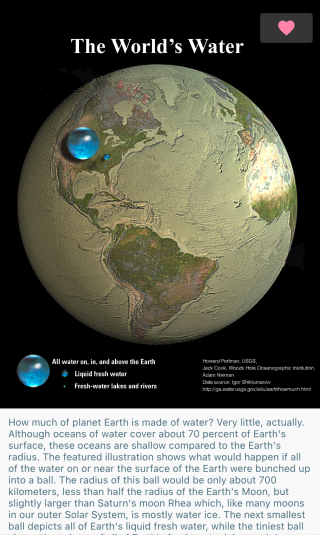 The World's Water
All water on, in, and above the Earth
Liquid fresh water
Fresh-water lakes and rivers
Howard Perlman, USGS,
Jack Cook, Woods Hole Oceanographic Institution,
Adam Nieman
Data source: Igor Shiklomanov
http://ga.water.usgs.gov/edu/earthhowmuch.html
How much of planet Earth is made of water? Very little, actually.
Although oceans of water cover about 70 percent of Earth's
surface, these oceans are shallow compared to the Earth's
radius. The featured illustration shows what would happen if all
of the water on or near the surface of the Earth were bunched up
into a ball. The radius of this ball would be only about 700
kilometers, less than half the radius of the Earth's Moon, but
slightly larger than Saturn's moon Rhea which, like many moons
in our outer Solar System, is mostly water ice. The next smallest
ball depicts all of Earth's liquid fresh water, while the tiniest ball